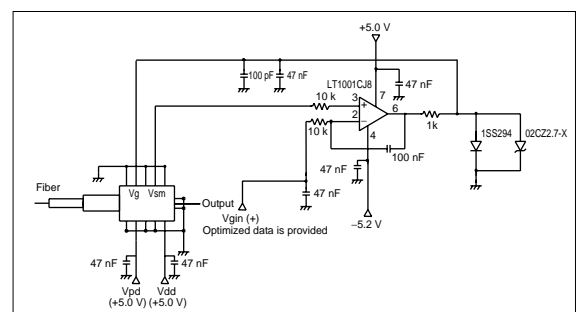 +5.0 V
100 pF
47 nF
LT1001CJ8
47 nF
10 k
3
+
7
6
2
−
10 k
4
1k
1SS294
02CZ2.7-X
100 nF
47 nF
Vg
Vsm
Fiber
Output
47 nF
Vgin (+)
Optimized data is provided
−5.2 V
47 nF
47 nF
Vpd
Vdd
(+5.0 V)
(+5.0 V)